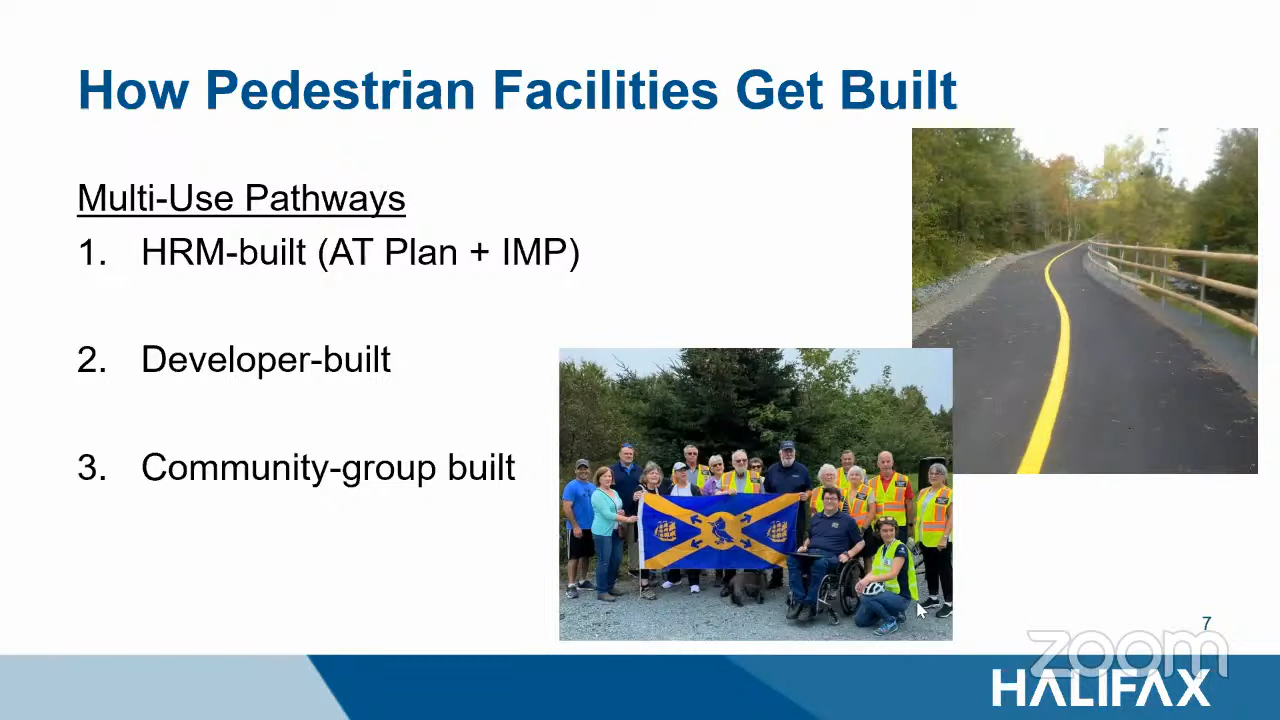 How Pedestrian Facilities Get Built
Multi-Use Pathways
1. HRM-built (AT Plan + IMP)
2. Developer-built
3. Community-group built
7
zoom
HALIFAX